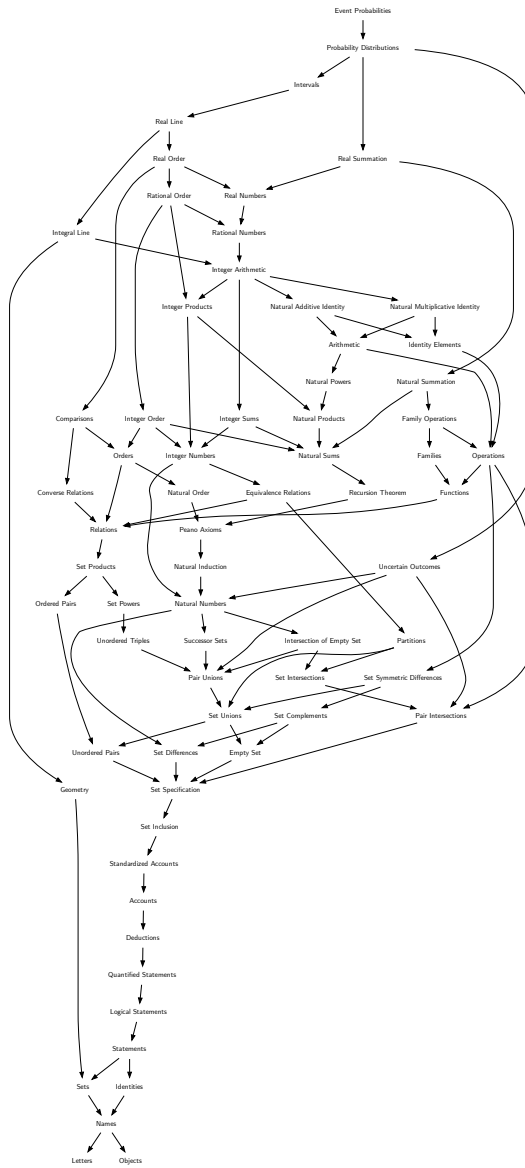 Event Probabilities
Probability Distributions
Intervals
Real Line
Real Order Real Summation
Rational Order Real Numbers
Integral Line Rational Numbers
Integer Arithmetic
Integer Products Natural Additive Identity Natural Multiplicative Identity
Arithmetic Identity Elements
Natural Powers Natural Summation
Comparisons Integer Order Integer Sums Natural Products Family Operations
Orders Integer Numbers Natural Sums Families Operations
Converse Relations Natural Order Equivalence Relations Recursion Theorem Functions
Relations Peano Axioms
Set Products Natural Induction Uncertain Outcomes
Ordered Pairs Set Powers Natural Numbers
Unordered Triples Successor Sets Intersection of Empty Set Partitions
Pair Unions Set Intersections Set Symmetric Differences
Set Unions Set Complements Pair Intersections
Unordered Pairs Set Differences Empty Set
Geometry Set Specification
Set Inclusion
Standardized Accounts
Accounts
Deductions
Quantified Statements
Logical Statements
Statements
Sets Identities
Names
Letters Objects